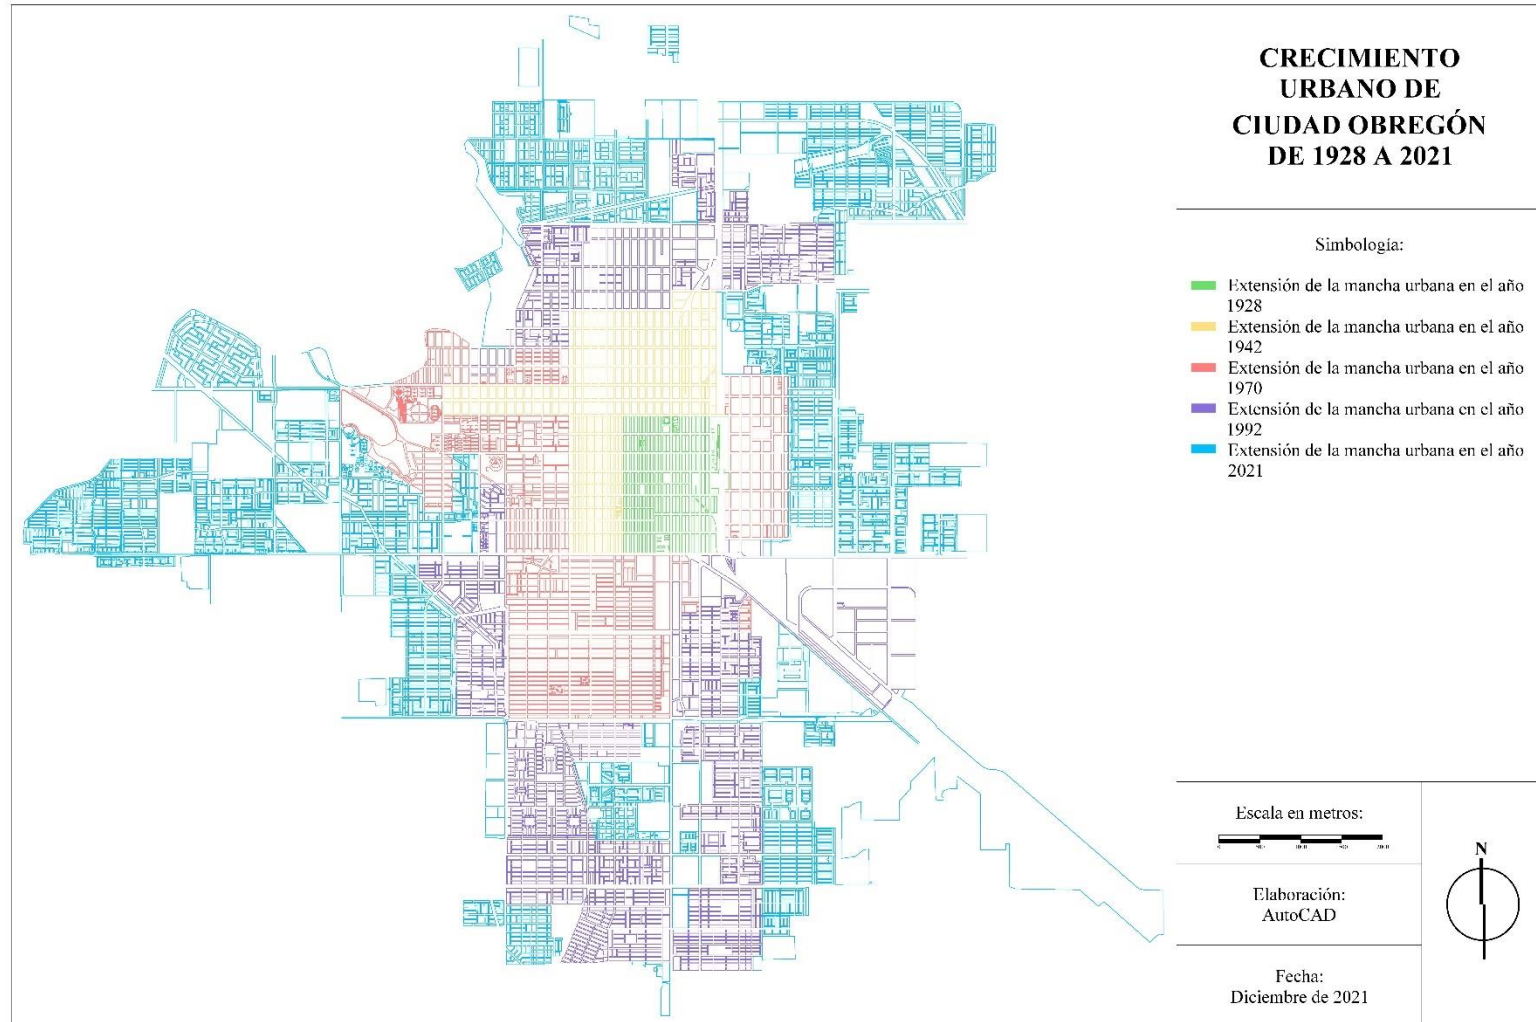 CRECIMIENTO
URBANO DE
CIUDAD OBREGÓN
DE 1928 A 2021
Simbología:
Extensión de la mancha urbana en el año
1928
Extensión de la mancha urbana en el año
1942
Extensión de la mancha urbana en el año
1970
Extensión de la mancha urbana en el año
1992
Extensión de la mancha urbana en el año
2021
Escala en metros:
Elaboración:
AutoCAD
Fecha:
Diciembre de 2021
N